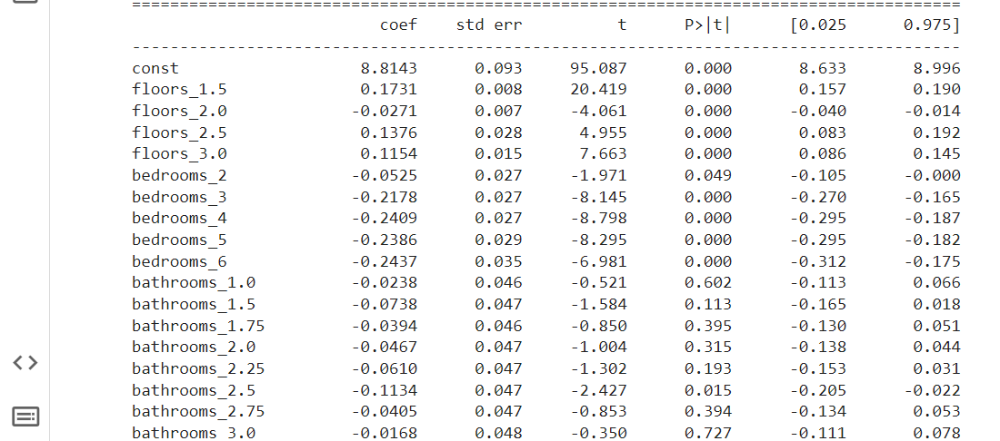 ==============================================================================
coef std err t P>|t| [0.025 0.975]
------------------------------------------------------------------------------
const 8.8143 0.093 95.087 0.000 8.633 8.996
floors_1.5 0.1731 0.008 20.419 0.000 0.157 0.190
floors_2.0 -0.0271 0.007 -4.061 0.000 -0.040 -0.014
floors_2.5 0.1376 0.028 4.955 0.000 0.083 0.192
floors_3.0 0.1154 0.015 7.663 0.000 0.086 0.145
bedrooms_2 -0.0525 0.027 -1.971 0.049 -0.105 -0.000
bedrooms_3 -0.2178 0.027 -8.145 0.000 -0.270 -0.165
bedrooms_4 -0.2409 0.027 -8.798 0.000 -0.295 -0.187
bedrooms_5 -0.2386 0.029 -8.295 0.000 -0.295 -0.182
bedrooms_6 -0.2437 0.035 -6.981 0.000 -0.312 -0.175
bathrooms_1.0 -0.0238 0.046 -0.521 0.602 -0.113 0.066
bathrooms_1.5 -0.0738 0.047 -1.584 0.113 -0.165 0.018
bathrooms_1.75 -0.0394 0.046 -0.850 0.395 -0.130 0.051
bathrooms_2.0 -0.0467 0.047 -1.004 0.315 -0.138 0.044
bathrooms_2.25 -0.0610 0.047 -1.302 0.193 -0.153 0.031
bathrooms_2.5 -0.1134 0.047 -2.427 0.015 -0.205 -0.022
bathrooms_2.75 -0.0405 0.047 -0.853 0.394 -0.134 0.053
bathrooms_3.0 -0.0168 0.048 -0.350 0.727 -0.111 0.078